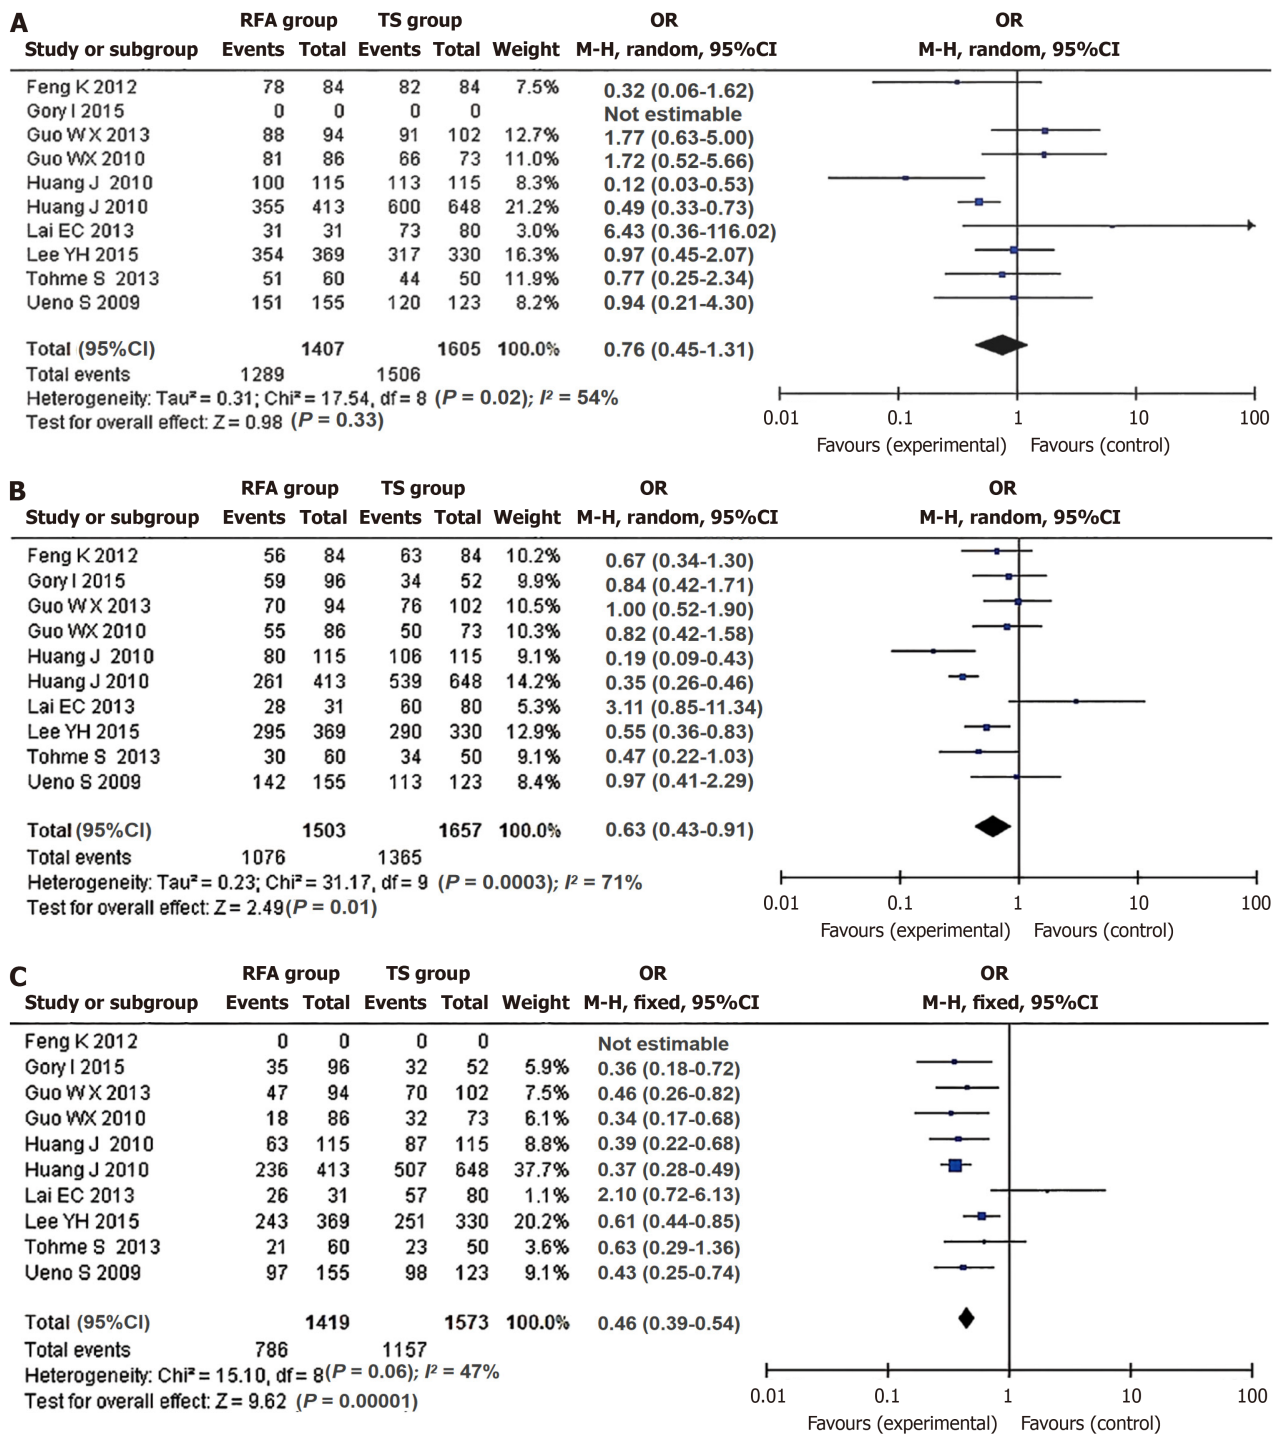 A RFA group TS group OR OR
Study or subgroup Events Total Events Total Weight M-H, random, 95%CI M-H, random, 95%CI
Feng K 2012 78 84 82 84 7.5% 0.32 (0.06-1.62)
Gory I 2015 0 0 0 0 Not estimable
Guo W X 2013 88 94 91 102 12.7% 1.77 (0.63-5.00)
Guo WX 2010 81 86 66 73 11.0% 1.72 (0.52-5.66)
Huang J 2010 100 115 113 115 8.3% 0.12 (0.03-0.53)
Huang J 2010 355 413 600 648 21.2% 0.49 (0.33-0.73)
Lai EC 2013 31 31 73 80 3.0% 6.43 (0.36-116.02)
Lee YH 2015 354 369 317 330 16.3% 0.97 (0.45-2.07)
Tohme S 2013 51 60 44 50 11.9% 0.77 (0.25-2.34)
Ueno S 2009 151 155 120 123 8.2% 0.94 (0.21-4.30)
Total (95%CI) 1407 1605 100.0% 0.76 (0.45-1.31)
Total events 1289 1506
Heterogeneity: Tau² = 0.31; Chi² = 17.54, df = 8 (P = 0.02); I² = 54%
Test for overall effect: Z = 0.98 (P = 0.33)
0.01 0.1 1 10 100
Favours (experimental) Favours (control)
B RFA group TS group OR OR
Study or subgroup Events Total Events Total Weight M-H, random, 95%CI M-H, random, 95%CI
Feng K 2012 56 84 63 84 10.2% 0.67 (0.34-1.30)
Gory I 2015 59 96 34 52 9.9% 0.84 (0.42-1.71)
Guo W X 2013 70 94 76 102 10.5% 1.00 (0.52-1.90)
Guo WX 2010 55 86 50 73 10.3% 0.82 (0.42-1.58)
Huang J 2010 80 115 106 115 9.1% 0.19 (0.09-0.43)
Huang J 2010 261 413 539 648 14.2% 0.35 (0.26-0.46)
Lai EC 2013 28 31 60 80 5.3% 3.11 (0.85-11.34)
Lee YH 2015 295 369 290 330 12.9% 0.55 (0.36-0.83)
Tohme S 2013 30 60 34 50 9.1% 0.47 (0.22-1.03)
Ueno S 2009 142 155 113 123 8.4% 0.97 (0.41-2.29)
Total (95%CI) 1503 1657 100.0% 0.63 (0.43-0.91)
Total events 1076 1365
Heterogeneity: Tau² = 0.23; Chi² = 31.17, df = 9 (P = 0.0003); I² = 71%
Test for overall effect: Z = 2.49 (P = 0.01)
0.01 0.1 1 10 100
Favours (experimental) Favours (control)
C RFA group TS group OR OR
Study or subgroup Events Total Events Total Weight M-H, fixed, 95%CI M-H, fixed, 95%CI
Feng K 2012 0 0 0 0 Not estimable
Gory I 2015 35 96 32 52 5.9% 0.36 (0.18-0.72)
Guo W X 2013 47 94 70 102 7.5% 0.46 (0.26-0.82)
Guo WX 2010 18 86 32 73 6.1% 0.34 (0.17-0.68)
Huang J 2010 63 115 87 115 8.8% 0.39 (0.22-0.68)
Huang J 2010 236 413 507 648 37.7% 0.37 (0.28-0.49)
Lai EC 2013 26 31 57 80 1.1% 2.10 (0.72-6.13)
Lee YH 2015 243 369 251 330 20.2% 0.61 (0.44-0.85)
Tohme S 2013 21 60 23 50 3.6% 0.63 (0.29-1.36)
Ueno S 2009 97 155 98 123 9.1% 0.43 (0.25-0.74)
Total (95%CI) 1419 1573 100.0% 0.46 (0.39-0.54)
Total events 786 1157
Heterogeneity: Chi² = 15.10, df = 8 (P = 0.06); I² = 47%
Test for overall effect: Z = 9.62 (P = 0.00001)
0.01 0.1 1 10 100
Favours (experimental) Favours (control)